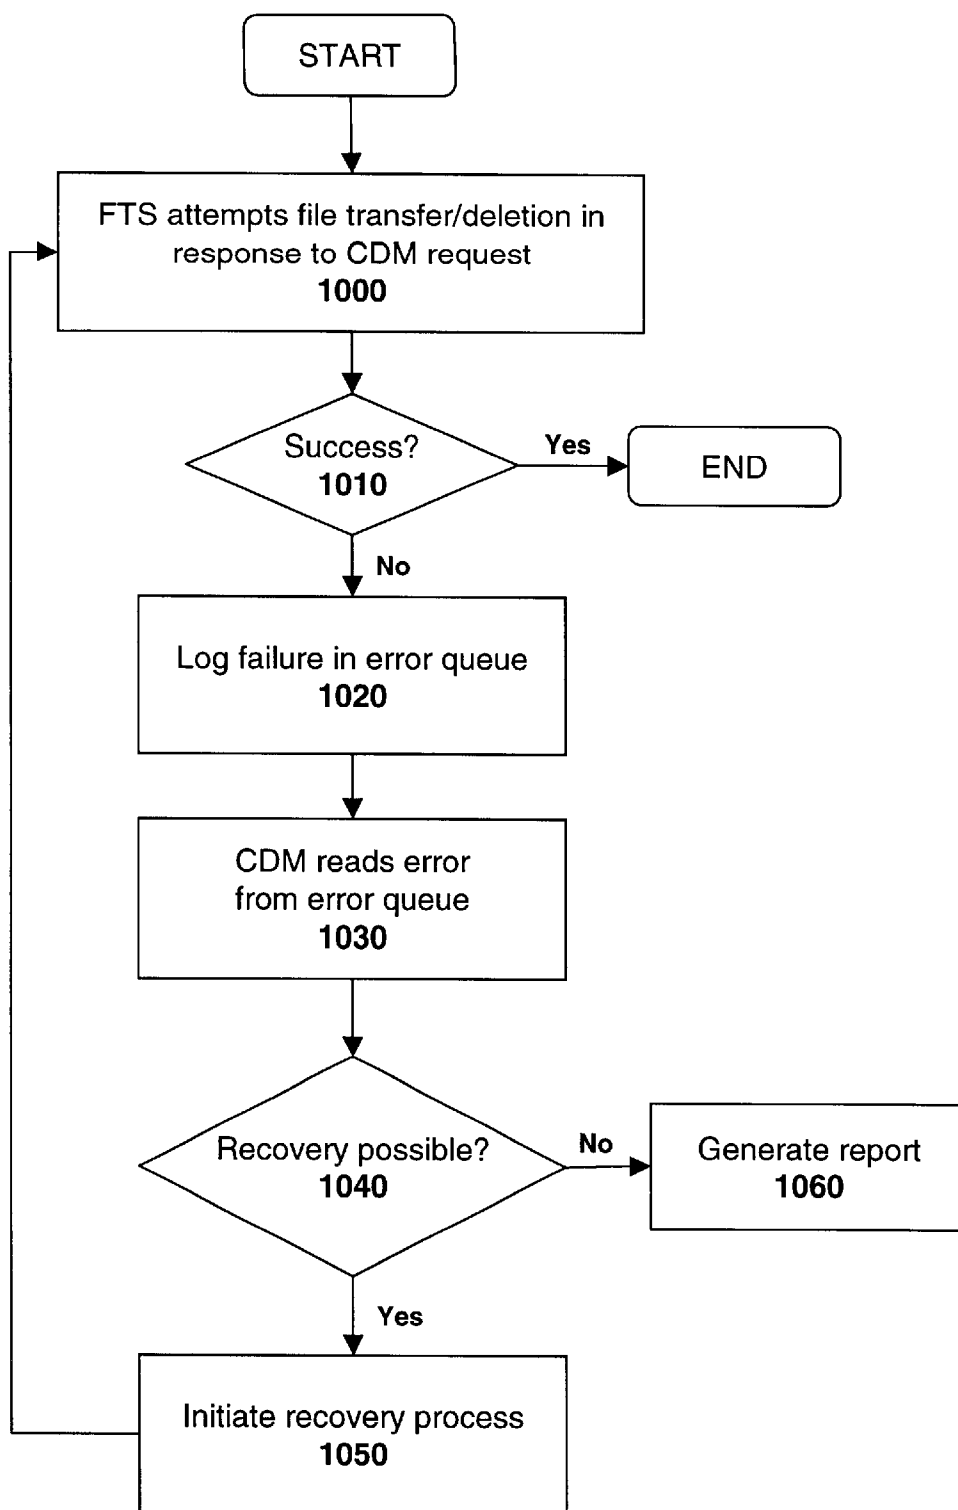 START
FTS attempts file transfer/deletion in
response to CDM request
1000
Success?
1010
Yes
END
No
Log failure in error queue
1020
CDM reads error
from error queue
1030
Recovery possible?
1040
No
Generate report
1060
Yes
Initiate recovery process
1050